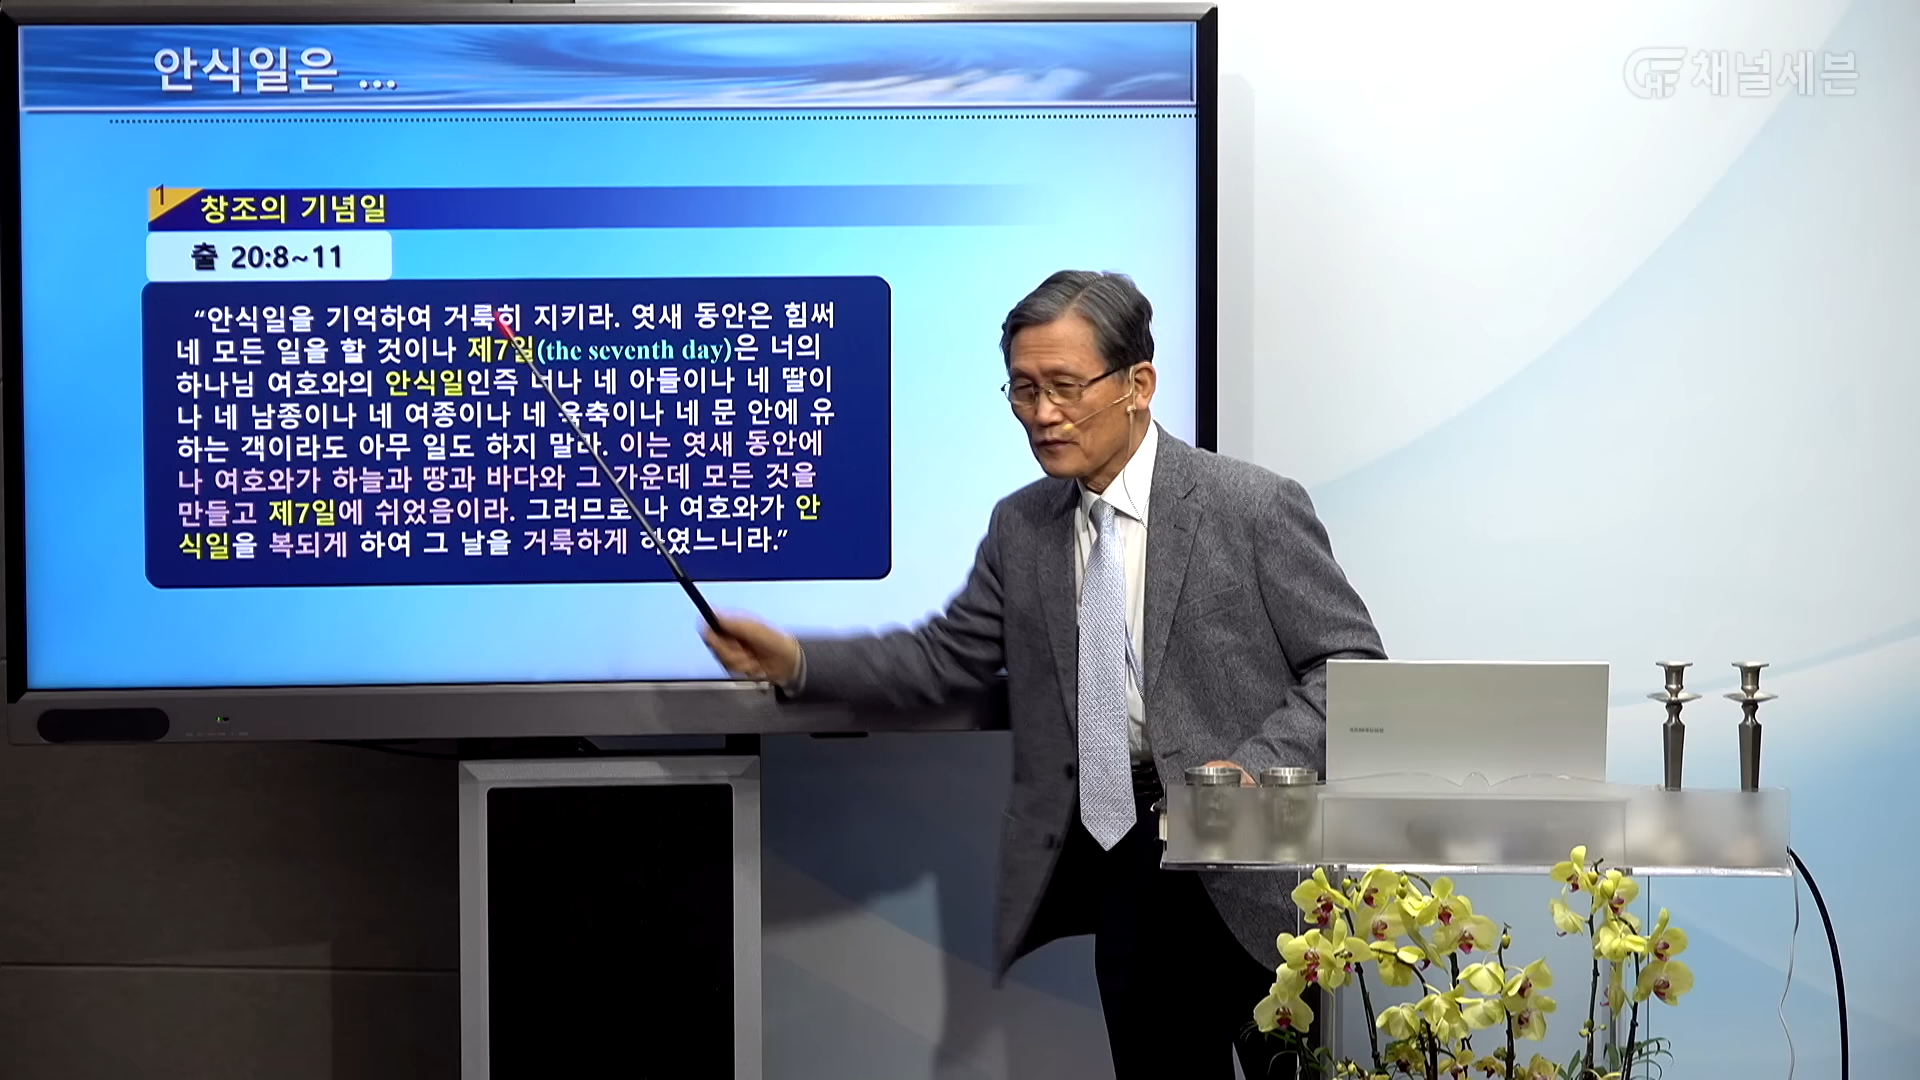 안식일은 ...
채널세븐
1
창조의 기념일
출 20:8~11
“안식일을 기억하여 거룩히 지키라. 엿새 동안은 힘써
네 모든 일을 할 것이나 제7일(the seventh day)은 너의
하나님 여호와의 안식일인즉 너나 네 아들이나 네 딸이
나 네 남종이나 네 여종이나 네 육축이나 네 문 안에 유
하는 객이라도 아무 일도 하지 말라. 이는 엿새 동안에
나 여호와가 하늘과 땅과 바다와 그 가운데 모든 것을
만들고 제7일에 쉬었음이라. 그러므로 나 여호와가 안
식일을 복되게 하여 그 날을 거룩하게 하였느니라.”
SAMSUNG